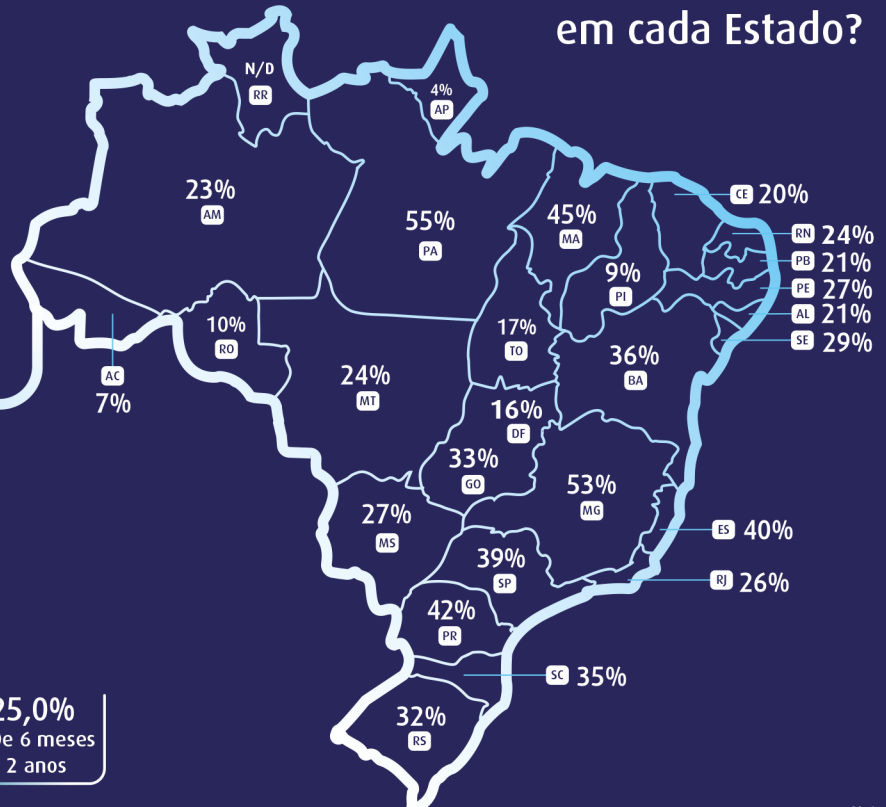 em cada Estado?
N/D
RR
4%
AP
23%
AM
55%
PA
45%
MA
CE 20%
RN 24%
PB 21%
9%
PI
PE 27%
AL 21%
SE 29%
10%
RO
17%
TO
36%
BA
AC
7%
24%
MT
16%
DF
33%
GO
53%
MG
27%
MS
ES 40%
39%
SP
RJ 26%
42%
PR
SC 35%
32%
RS
25,0%
de 6 meses
2 anos